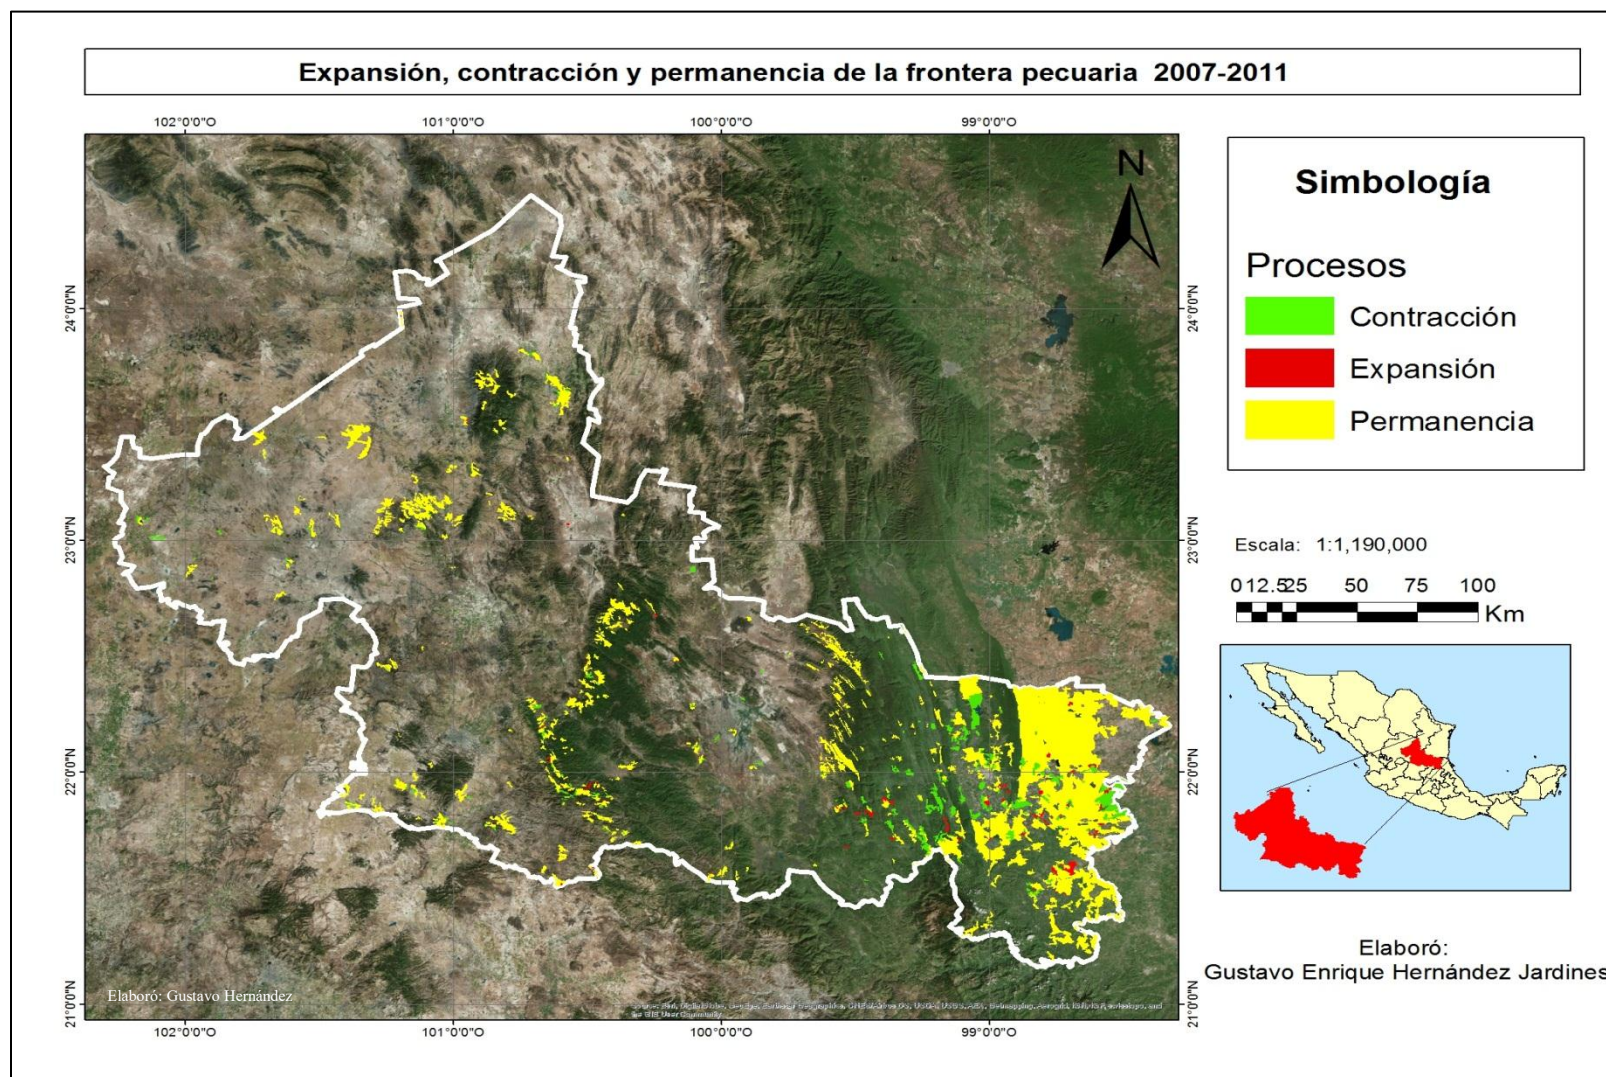 Expansión, contracción y permanencia de la frontera pecuaria 2007-2011
102°0'0"O 101°0'0"O 100°0'0"O 99°0'0"O
N
24°0'0"N 24°0'0"N
23°0'0"N 23°0'0"N
22°0'0"N 22°0'0"N
21°0'0"N 21°0'0"N
Elaboró: Gustavo Hernández
102°0'0"O 101°0'0"O 100°0'0"O 99°0'0"O
Simbología
Procesos
Contracción
Expansión
Permanencia
Escala: 1:1,190,000
0 12.5 25 50 75 100
Km
Elaboró:
Gustavo Enrique Hernández Jardines